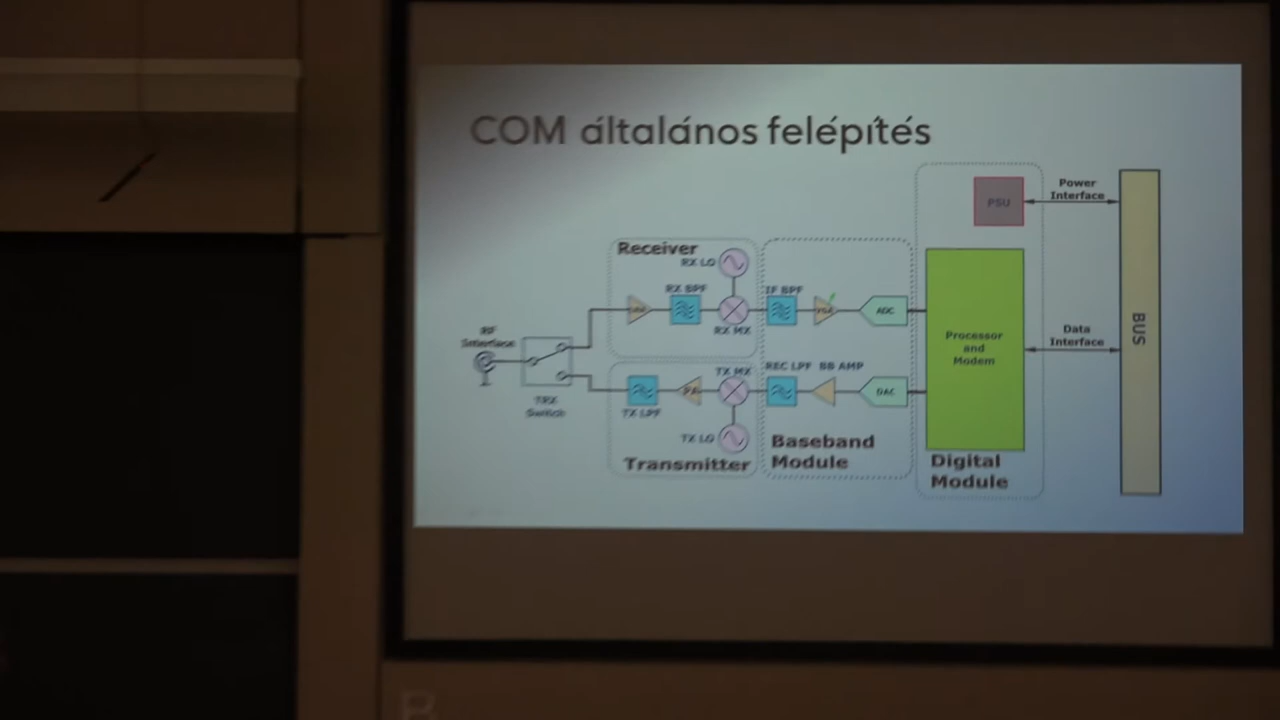 COM általános felépítés
Power
Interface
PSU
Receiver
RX LO
RX BPF
IF BPF
VGA
ADC
RX MX
RF
Interface
Processor
and
Modem
Data
Interface
BUS
TX MX
REC LPF BB AMP
PA
DAC
TRX
Switch
TX LPF
TX LO
Transmitter
Baseband
Module
Digital
Module